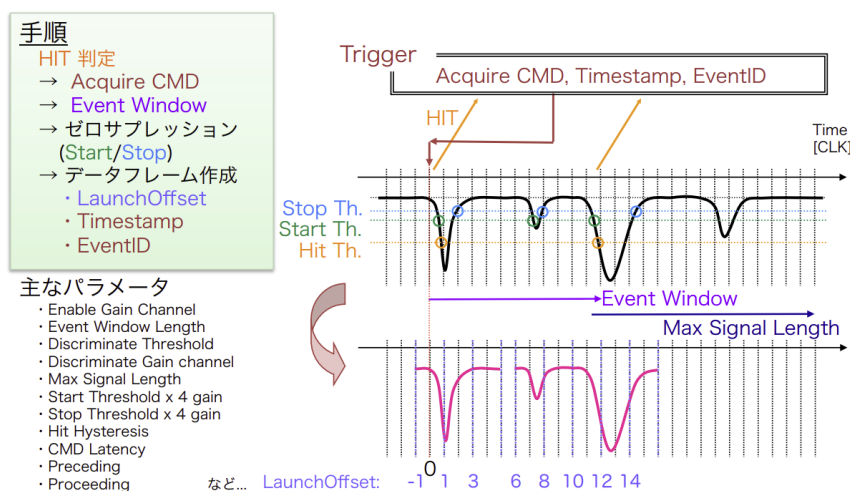 手順
HIT 判定
→ Acquire CMD
→ Event Window
→ ゼロサプレッション
(Start/Stop)
→ データフレーム作成
・LaunchOffset
・Timestamp
・EventID
主なパラメータ
・Enable Gain Channel
・Event Window Length
・Discriminate Threshold
・Discriminate Gain channel
・Max Signal Length
・Start Threshold x 4 gain
・Stop Threshold x 4 gain
・Hit Hysteresis
・CMD Latency
・Preceding
・Proceeding など...
Trigger
Acquire CMD, Timestamp, EventID
HIT
Time
[CLK]
Stop Th.
Start Th.
Hit Th.
Event Window
Max Signal Length
0
LaunchOffset: -1 1 3 6 8 10 12 14